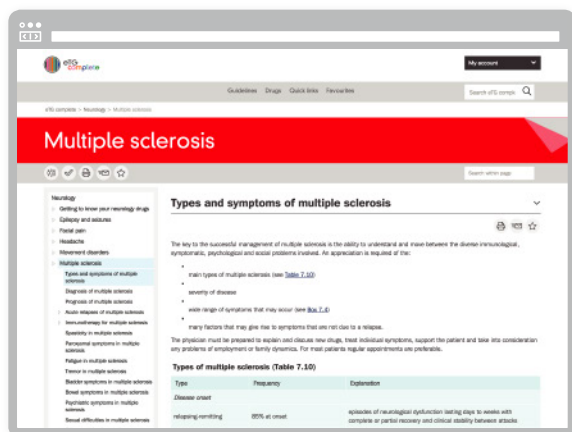 eTG
complete
My account
Guidelines Drugs Quick links Favourites
Search eTG compl
eTG complete > Neurology > Multiple sclerosis
Multiple sclerosis
Search within page
Neurology
Getting to know your neurology drugs
Epilepsy and seizures
Facial pain
Headache
Movement disorders
Multiple sclerosis
Types and symptoms of multiple
sclerosis
Diagnosis of multiple sclerosis
Prognosis of multiple sclerosis
Acute relapses of multiple sclerosis
Immunotherapy for multiple sclerosis
Spasticity in multiple sclerosis
Paroxysmal symptoms in multiple
sclerosis
Fatigue in multiple sclerosis
Tremor in multiple sclerosis
Bladder symptoms in multiple sclerosis
Bowel symptoms in multiple sclerosis
Psychiatric symptoms in multiple
sclerosis
Sexual difficulties in multiple sclerosis
Types and symptoms of multiple sclerosis
The key to the successful management of multiple sclerosis is the ability to understand and move between the diverse immunological,
symptomatic, psychological and social problems involved. An appreciation is required of the:
• main types of multiple sclerosis (see Table 7.10)
• severity of disease
• wide range of symptoms that may occur (see Box 7.4)
• many factors that may give rise to symptoms that are not due to a relapse.
The physician must be prepared to explain and discuss new drugs, treat individual symptoms, support the patient and take into consideration
any problems of employment or family dynamics. For most patients regular appointments are preferable.
Types of multiple sclerosis (Table 7.10)
Type Frequency Explanation
Disease onset
relapsing-remitting 85% at onset episodes of neurological dysfunction lasting days to weeks with
complete or partial recovery and clinical stability between attacks